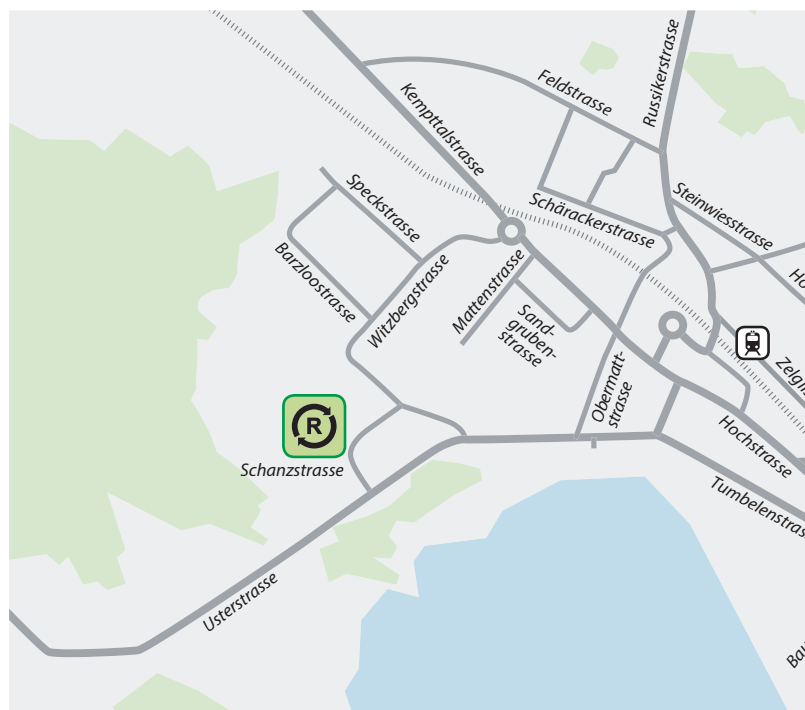 Russikerstrasse
Feldstrasse
Kempttalstrasse
Speckstrasse
Schärackerstrasse
Steinwiesstrasse
Barzloostrasse
Witzbergstrasse
Mattenstrasse
Sand-
gruben-
strasse
Obermatt-
strasse
R
Schanzstrasse
Hochstrasse
Usterstrasse